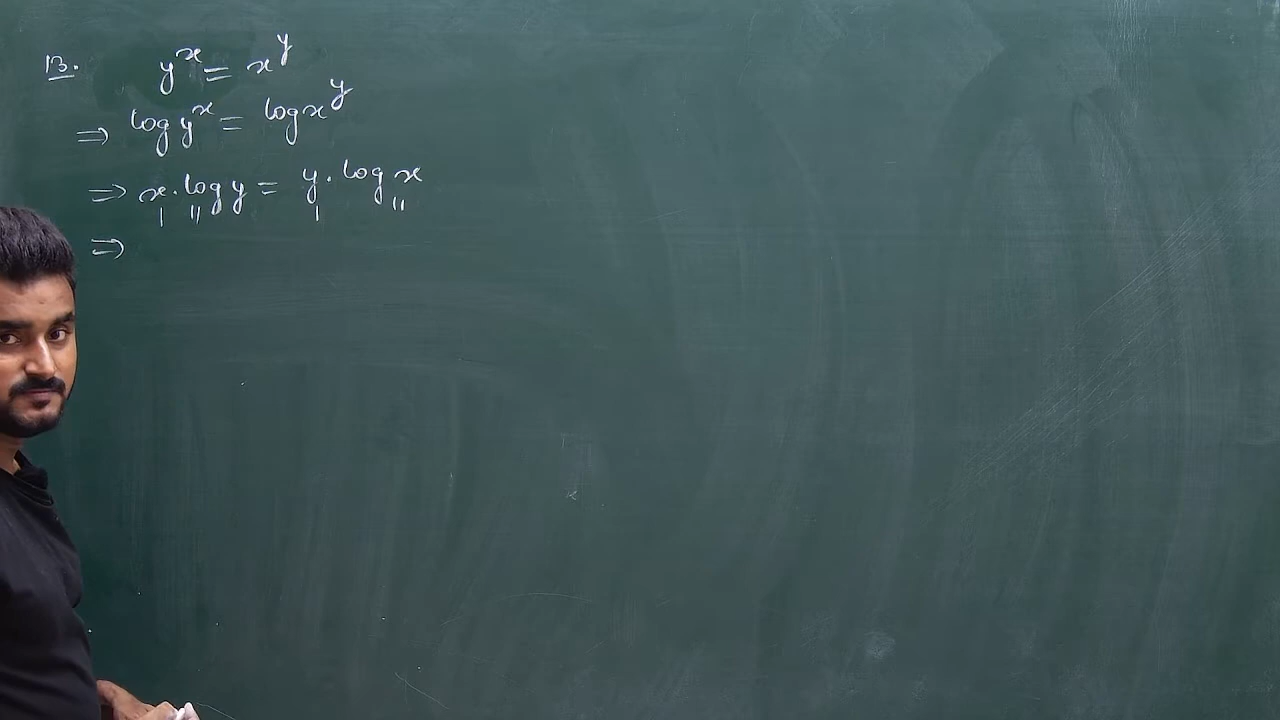 13. y^x = x^y
⇒ log y^x = log x^y
⇒ x . log y = y . log x
| || | ||
⇒